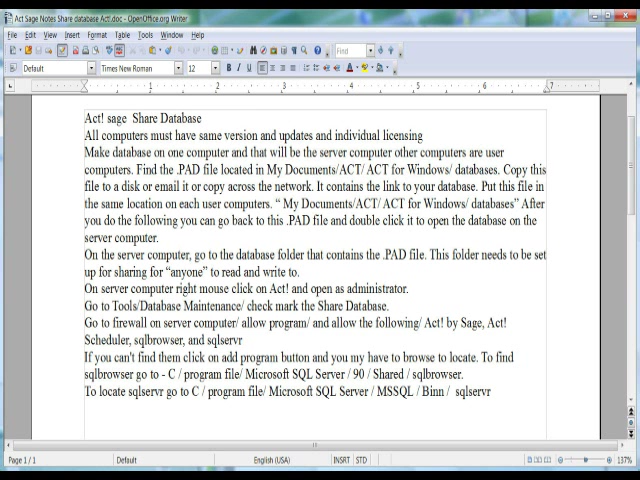 Act Sage Notes Share database Act!.doc - OpenOffice.org Writer
File Edit View Insert Format Table Tools Window Help
Find
Default Times New Roman 12
1 2 3 4 5 6 7
Act! sage  Share Database
All computers must have same version and updates and individual licensing
Make database on one computer and that will be the server computer other computers are user
computers. Find the .PAD file located in My Documents/ACT/ ACT for Windows/ databases. Copy this
file to a disk or email it or copy across the network. It contains the link to your database. Put this file in
the same location on each user computers. “ My Documents/ACT/ ACT for Windows/ databases” After
you do the following you can go back to this .PAD file and double click it to open the database on the
server computer.
On the server computer, go to the database folder that contains the .PAD file. This folder needs to be set
up for sharing for “anyone” to read and write to.
On server computer right mouse click on Act! and open as administrator.
Go to Tools/Database Maintenance/ check mark the Share Database.
Go to firewall on server computer/ allow program/ and allow the following/ Act! by Sage, Act!
Scheduler, sqlbrowser, and sqlservr
If you can't find them click on add program button and you my have to browse to locate. To find
sqlbrowser go to - C / program file/ Microsoft SQL Server / 90 / Shared / sqlbrowser.
To locate sqlservr go to C / program file/ Microsoft SQL Server / MSSQL / Binn /  sqlservr
Page 1 / 1 Default English (USA) INSRT STD 137%